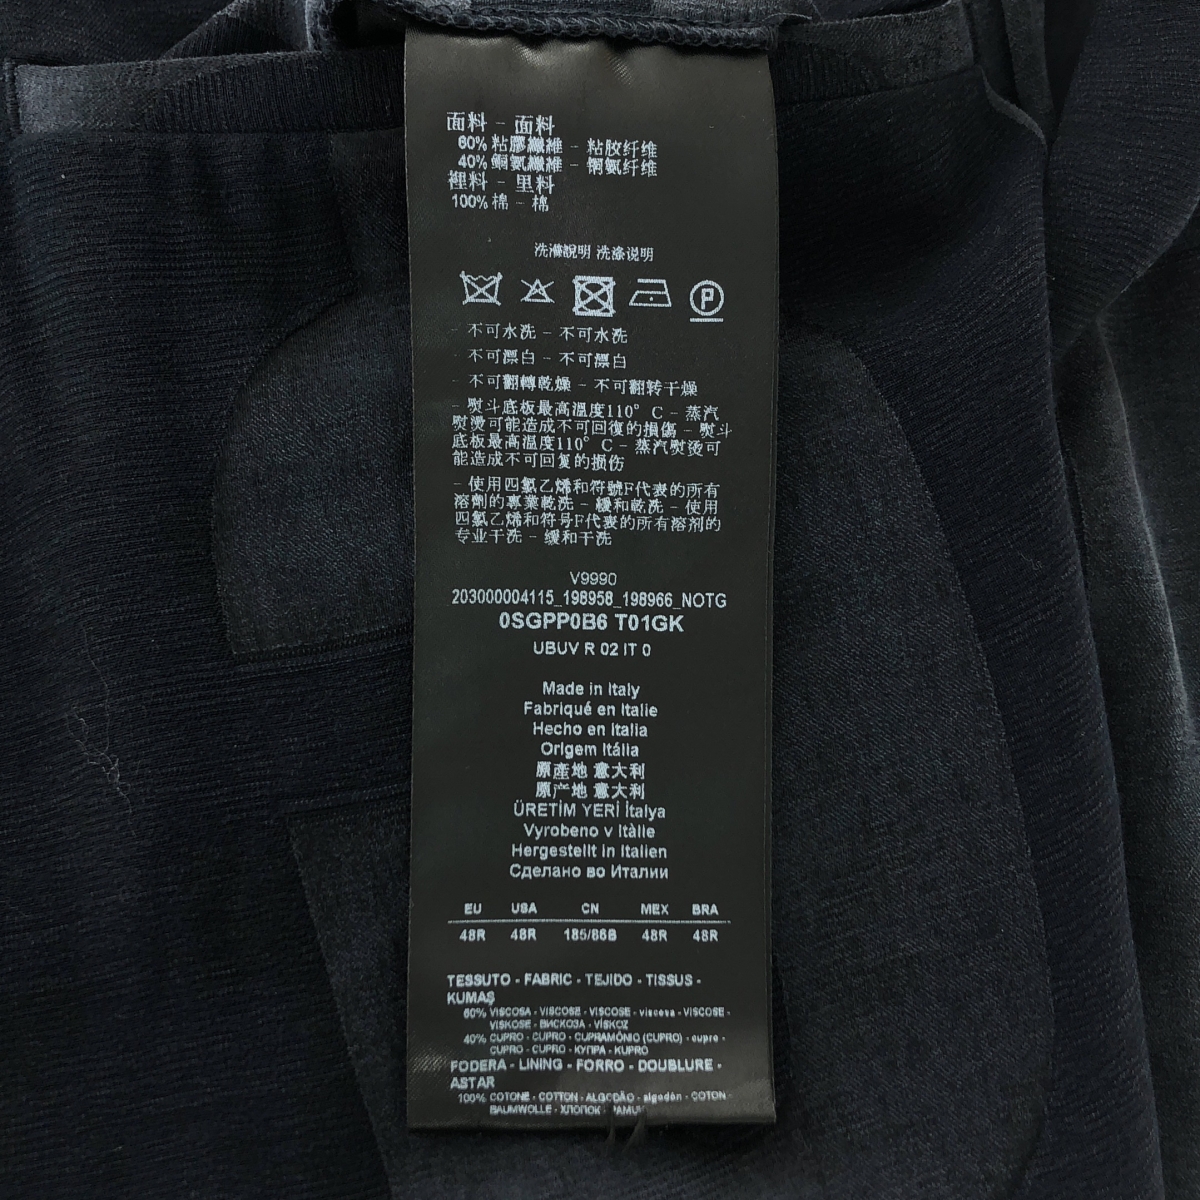 面料 - 面料
60% 粘膠纖維 - 粘胶纤维
40% 銅氨纖維 - 铜氨纤维
裡料 - 里料
100% 棉 - 棉
洗滌說明 洗涤说明
P
- 不可水洗 - 不可水洗
- 不可漂白 - 不可漂白
- 不可翻轉乾燥 - 不可翻转干燥
- 熨斗底板最高溫度110° C - 蒸汽
熨燙可能造成不可回復的損傷 - 熨斗
底板最高温度110° C - 蒸汽熨烫可
能造成不可回复的损伤
- 使用四氯乙烯和符號F代表的所有
溶劑的專業乾洗 - 緩和乾洗 - 使用
四氯乙烯和符号F代表的所有溶剂的
专业干洗 - 缓和干洗
V9990
203000004115_198958_198966_NOTG
0SGPP0B6 T01GK
UBUV R 02 IT 0
Made in Italy
Fabriqué en Italie
Hecho en Italia
Origem Itália
原產地 意大利
原产地 意大利
ÜRETİM YERİ İtalya
Vyrobeno v Itálie
Hergestellt in Italien
Сделано во Италии
EU USA CN MEX BRA
48R 48R 185/86B 48R 48R
TESSUTO - FABRIC - TEJIDO - TISSUS -
KUMAŞ
60% VISCOSA - VISCOSE - VISCOSE - viscosa - VISCOSE -
VISKOSE - ВИСКОЗА - VİSKOZ
40% CUPRO - CUPRO - CUPRAMÓNIO (CUPRO) - cupro -
CUPRO - CUPRO - КУПРА - KUPRO
FODERA - LINING - FORRO - DOUBLURE -
ASTAR
100% COTONE - COTTON - ALGODÃO - algodón - COTON -
BAUMWOLLE - ХЛОПОК - PAMU